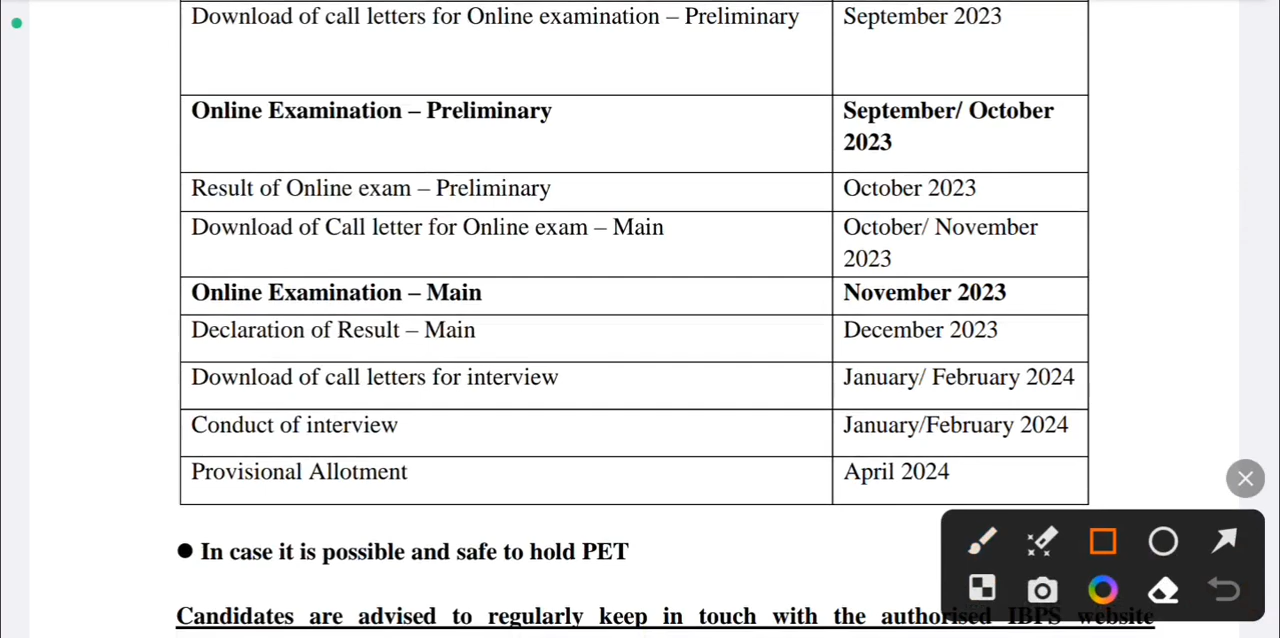 Download of call letters for Online examination – Preliminary September 2023
Online Examination – Preliminary September/ October
2023
Result of Online exam – Preliminary October 2023
Download of Call letter for Online exam – Main October/ November
2023
Online Examination – Main November 2023
Declaration of Result – Main December 2023
Download of call letters for interview January/ February 2024
Conduct of interview January/February 2024
Provisional Allotment April 2024
● In case it is possible and safe to hold PET
Candidates are advised to regularly keep in touch with the authorised IBPS website